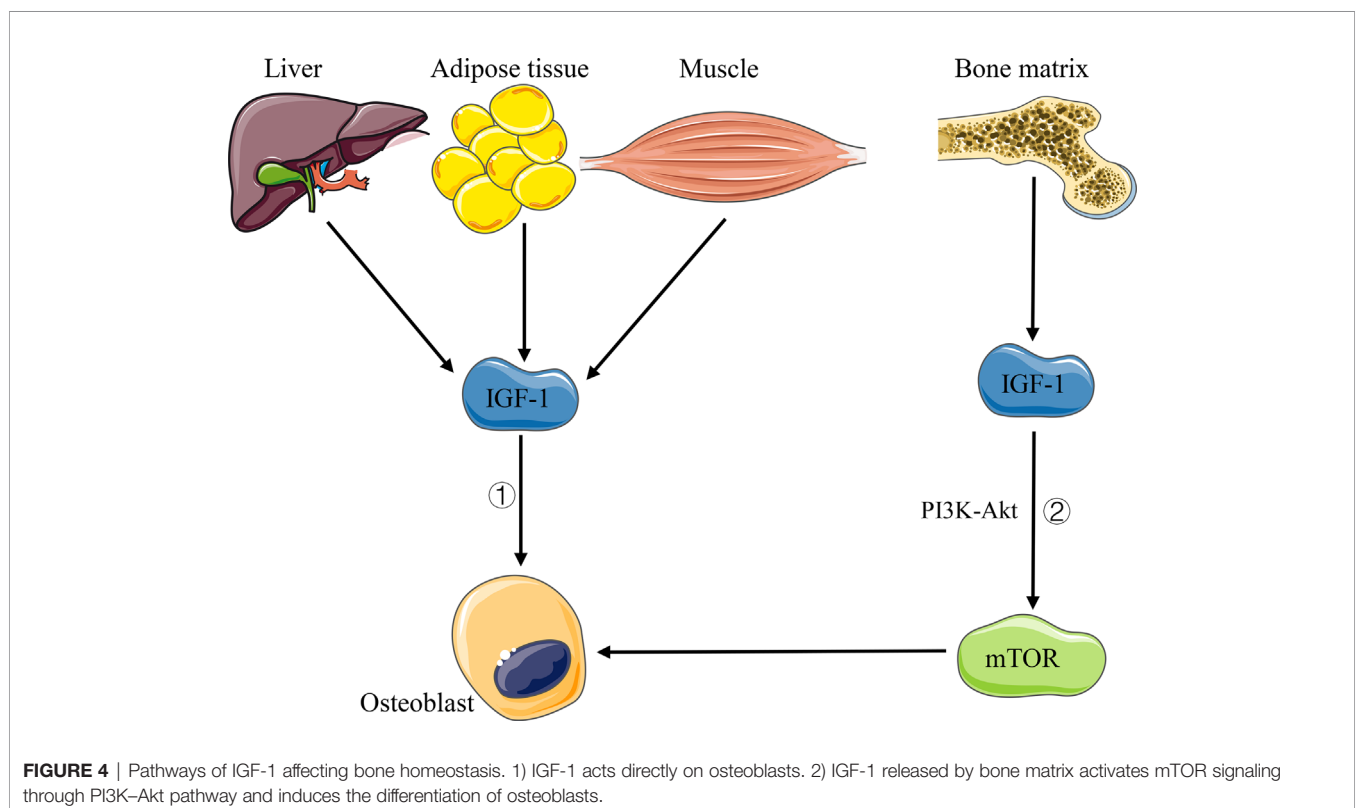 Liver
Adipose tissue
Muscle
Bone matrix
IGF-1
IGF-1
①
PI3K-Akt ②
mTOR
Osteoblast
FIGURE 4 | Pathways of IGF-1 affecting bone homeostasis. 1) IGF-1 acts directly on osteoblasts. 2) IGF-1 released by bone matrix activates mTOR signaling
through PI3K–Akt pathway and induces the differentiation of osteoblasts.